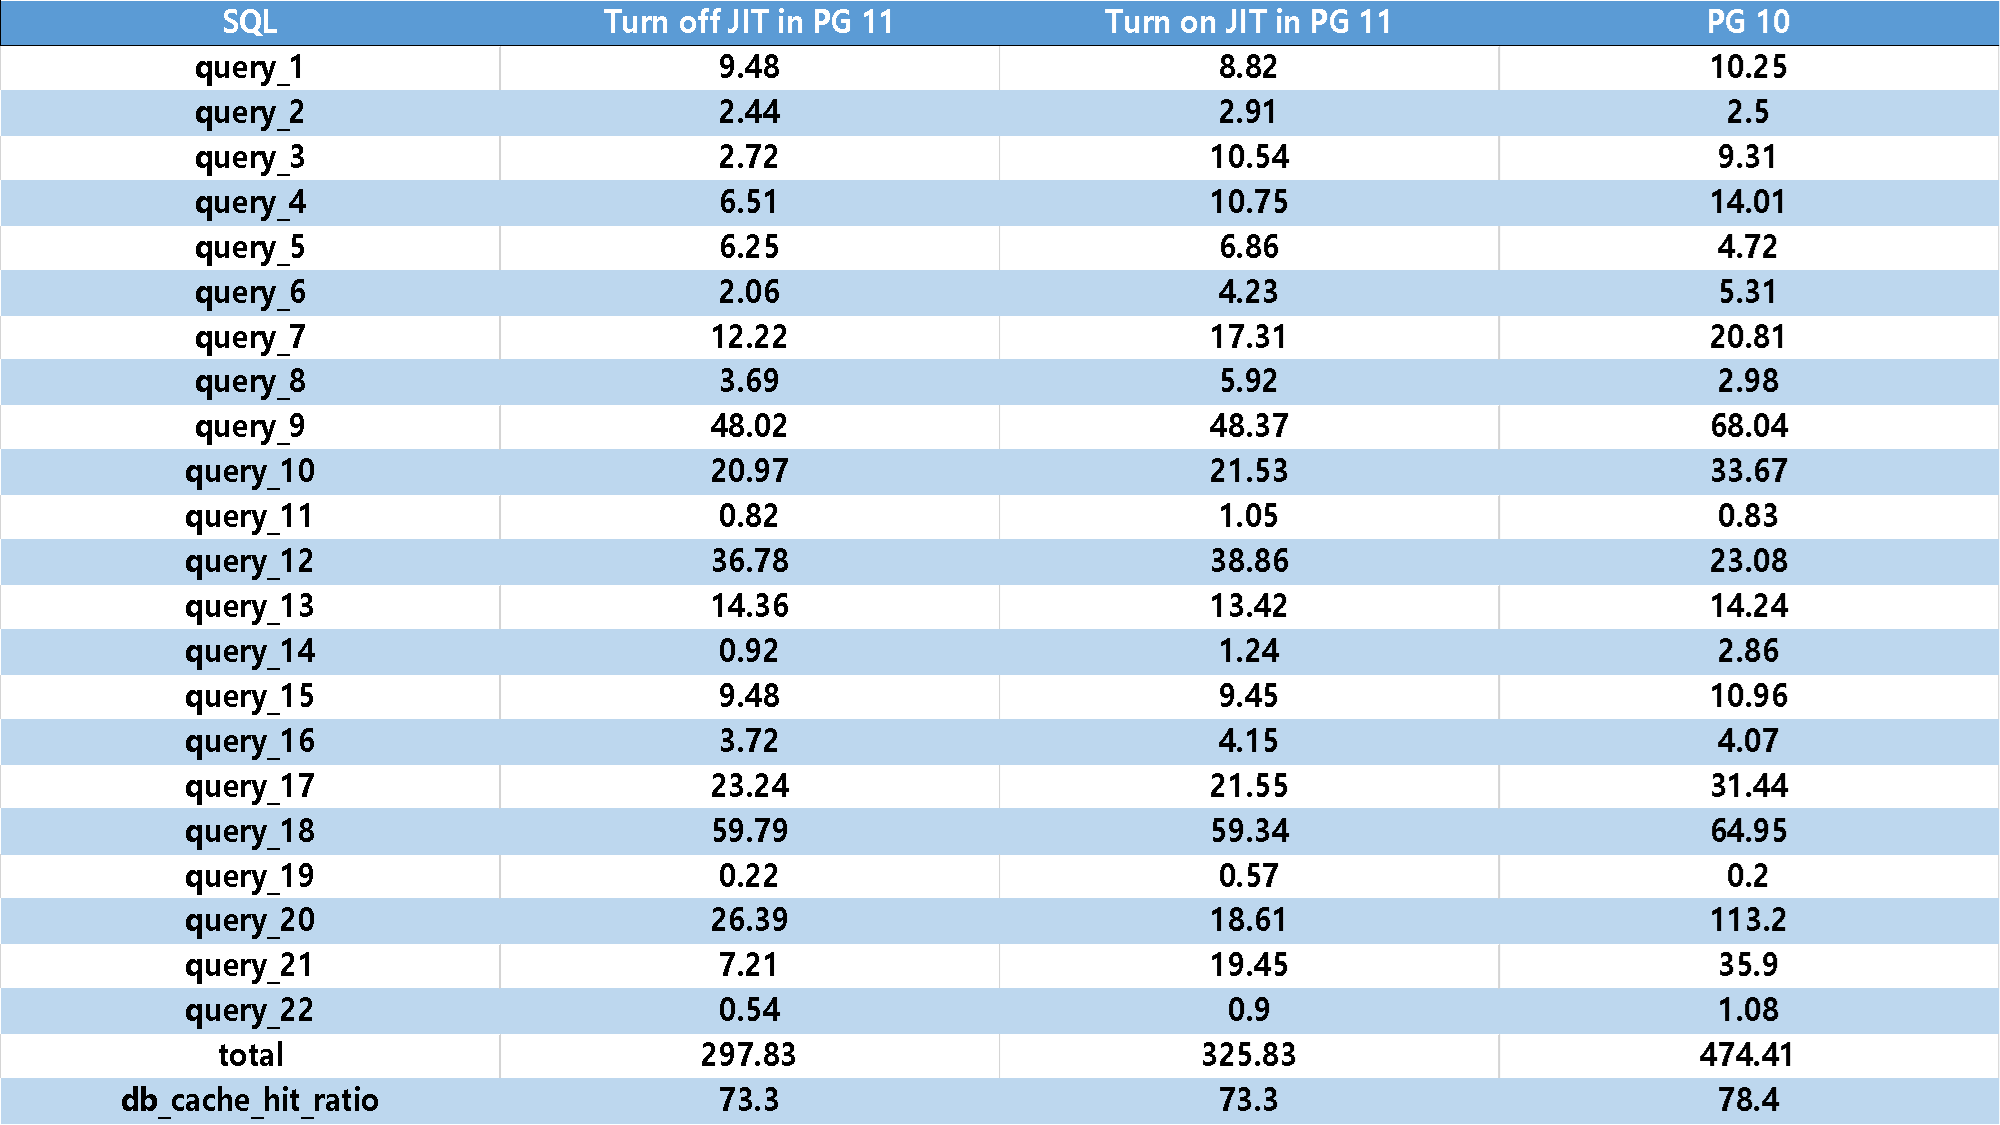 SQL Turn off JIT in PG 11 Turn on JIT in PG 11 PG 10
query_1 9.48 8.82 10.25
query_2 2.44 2.91 2.5
query_3 2.72 10.54 9.31
query_4 6.51 10.75 14.01
query_5 6.25 6.86 4.72
query_6 2.06 4.23 5.31
query_7 12.22 17.31 20.81
query_8 3.69 5.92 2.98
query_9 48.02 48.37 68.04
query_10 20.97 21.53 33.67
query_11 0.82 1.05 0.83
query_12 36.78 38.86 23.08
query_13 14.36 13.42 14.24
query_14 0.92 1.24 2.86
query_15 9.48 9.45 10.96
query_16 3.72 4.15 4.07
query_17 23.24 21.55 31.44
query_18 59.79 59.34 64.95
query_19 0.22 0.57 0.2
query_20 26.39 18.61 113.2
query_21 7.21 19.45 35.9
query_22 0.54 0.9 1.08
total 297.83 325.83 474.41
db_cache_hit_ratio 73.3 73.3 78.4